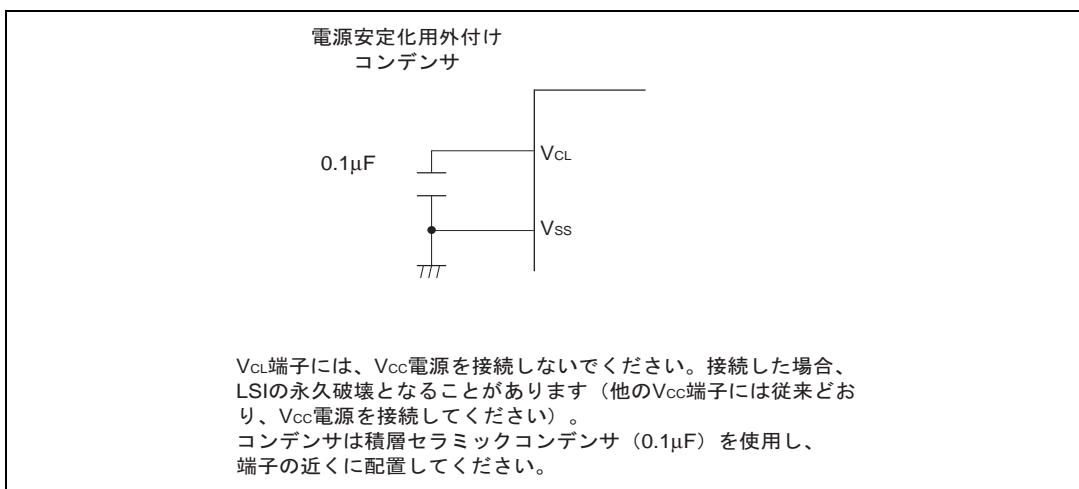 電源安定化用外付け
コンデンサ
0.1μF
VCL
VSS
VCL端子には、VCC電源を接続しないでください。接続した場合、
LSIの永久破壊となることがあります（他のVCC端子には従来どお
り、VCC電源を接続してください）。
コンデンサは積層セラミックコンデンサ（0.1μF）を使用し、
端子の近くに配置してください。